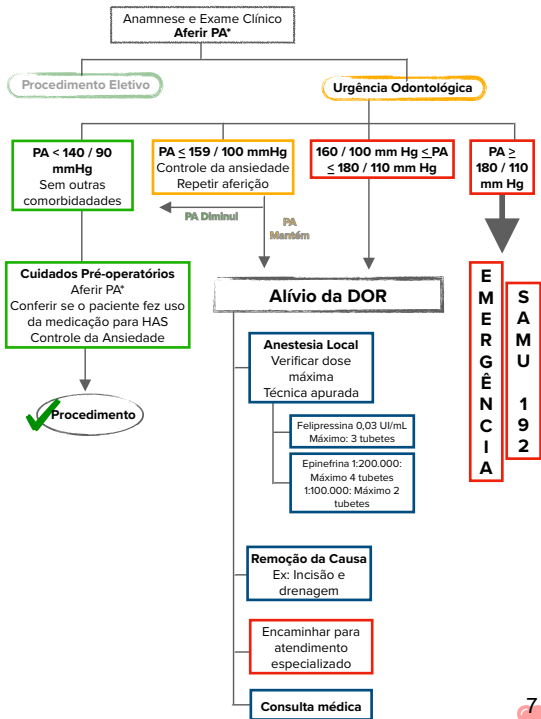 Anamnese e Exame Clínico
Aferir PA*
Procedimento Eletivo
Urgência Odontológica
PA < 140 / 90
mmHg
Sem outras
comorbidadades
PA ≤ 159 / 100 mmHg
Controle da ansiedade
Repetir aferição
160 / 100 mm Hg ≤ PA
≤ 180 / 110 mm Hg
PA ≥
180 / 110
mm Hg
PA Diminui
PA
Mantém
Cuidados Pré-operatórios
Aferir PA*
Conferir se o paciente fez uso
da medicação para HAS
Controle da Ansiedade
Procedimento
Alívio da DOR
Anestesia Local
Verificar dose
máxima
Técnica apurada
Felipressina 0,03 UI/mL
Máximo: 3 tubetes
Epinefrina 1:200.000:
Máximo 4 tubetes
1:100.000: Máximo 2
tubetes
Remoção da Causa
Ex: Incisão e
drenagem
Encaminhar para
atendimento
especializado
Consulta médica
EMERGÊNCIA
SAMU 192
7